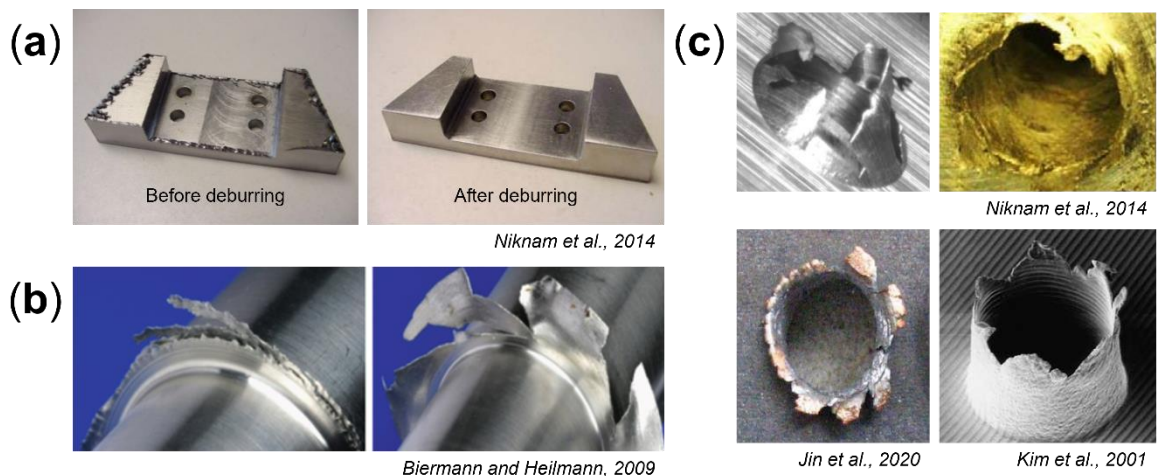 (a)
Before deburring
After deburring
Niknam et al., 2014
(b)
Biermann and Heilmann, 2009
(c)
Niknam et al., 2014
Jin et al., 2020
Kim et al., 2001